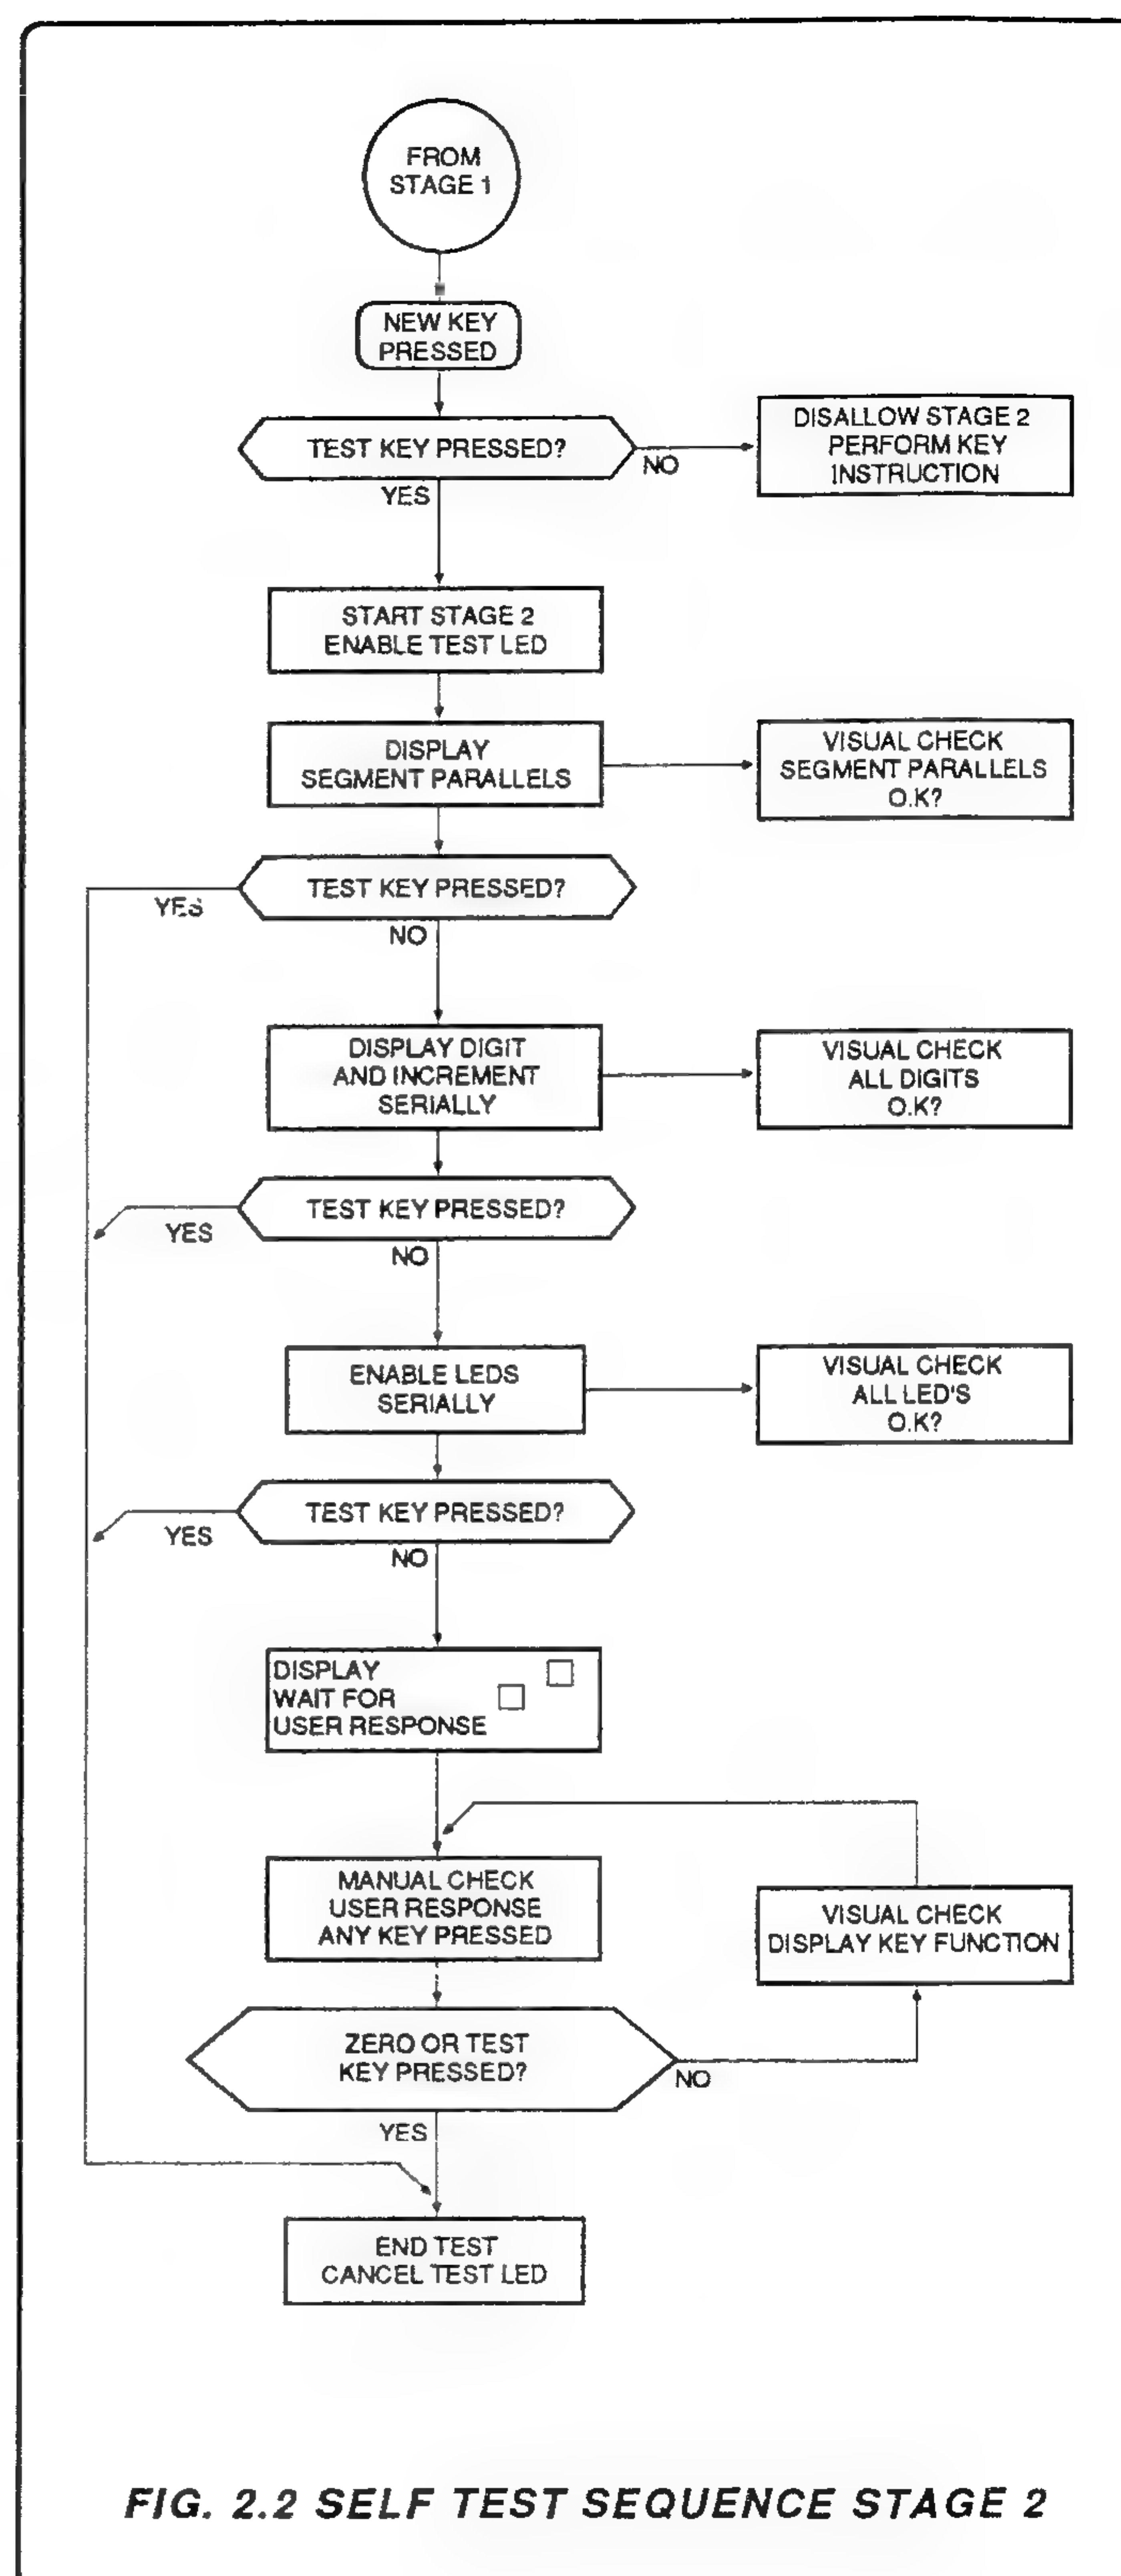 FROM
STAGE 1
NEW KEY
PRESSED
TEST KEY PRESSED?
NO
YES
DISALLOW STAGE 2
PERFORM KEY
INSTRUCTION
START STAGE 2
ENABLE TEST LED
DISPLAY
SEGMENT PARALLELS
VISUAL CHECK
SEGMENT PARALLELS
O.K?
TEST KEY PRESSED?
YES
NO
DISPLAY DIGIT
AND INCREMENT
SERIALLY
VISUAL CHECK
ALL DIGITS
O.K?
TEST KEY PRESSED?
YES
NO
ENABLE LEDS
SERIALLY
VISUAL CHECK
ALL LED'S
O.K?
TEST KEY PRESSED?
YES
NO
DISPLAY
WAIT FOR
USER RESPONSE
MANUAL CHECK
USER RESPONSE
ANY KEY PRESSED
VISUAL CHECK
DISPLAY KEY FUNCTION
ZERO OR TEST
KEY PRESSED?
NO
YES
END TEST
CANCEL TEST LED
FIG. 2.2 SELF TEST SEQUENCE STAGE 2